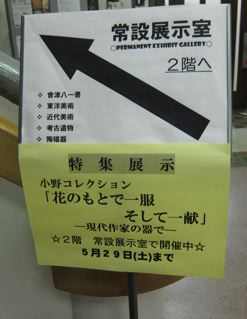 常設展示室
○PERMANENT EXHIBIT GALLERY○
2階へ
・會津八一書
・東洋美術
・近代美術
・考古遺物
・陶磁器
特集展示
小野コレクション
「花のもとで一服
そして一献」
―現代作家の器で―
☆2階 常設展示室で開催中☆
5月29日(土)まで